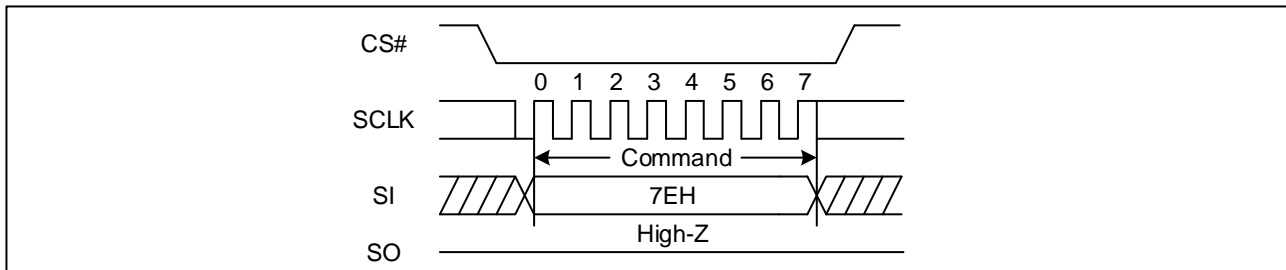 CS#
0 1 2 3 4 5 6 7
SCLK
Command
SI
7EH
High-Z
SO